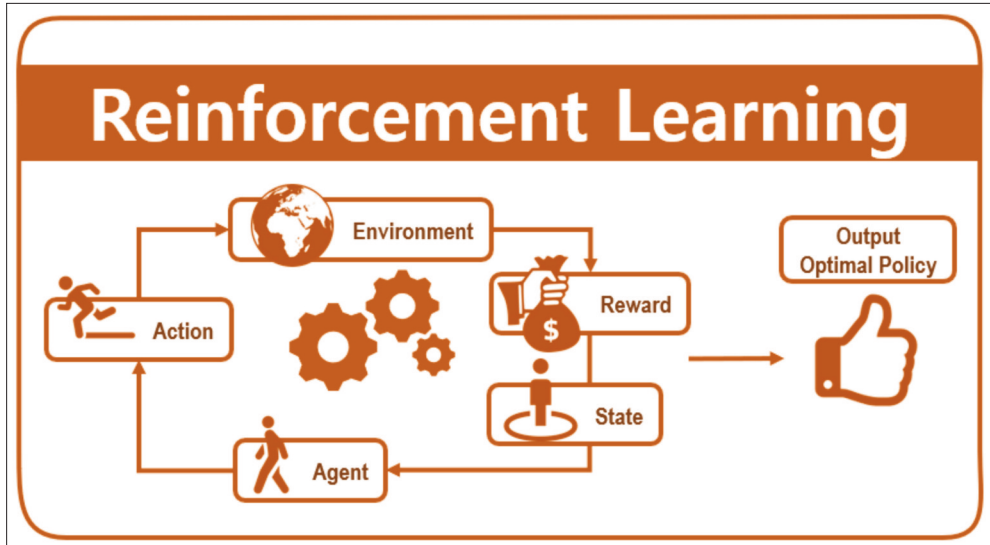 Reinforcement Learning
Environment
Output
Optimal Policy
Reward
$
Action
State
Agent